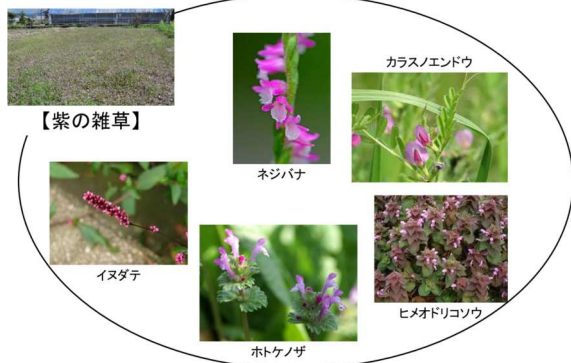 【紫の雑草】
ネジバナ
カラスノエンドウ
イヌダテ
ホトケノザ
ヒメオドリコソウ